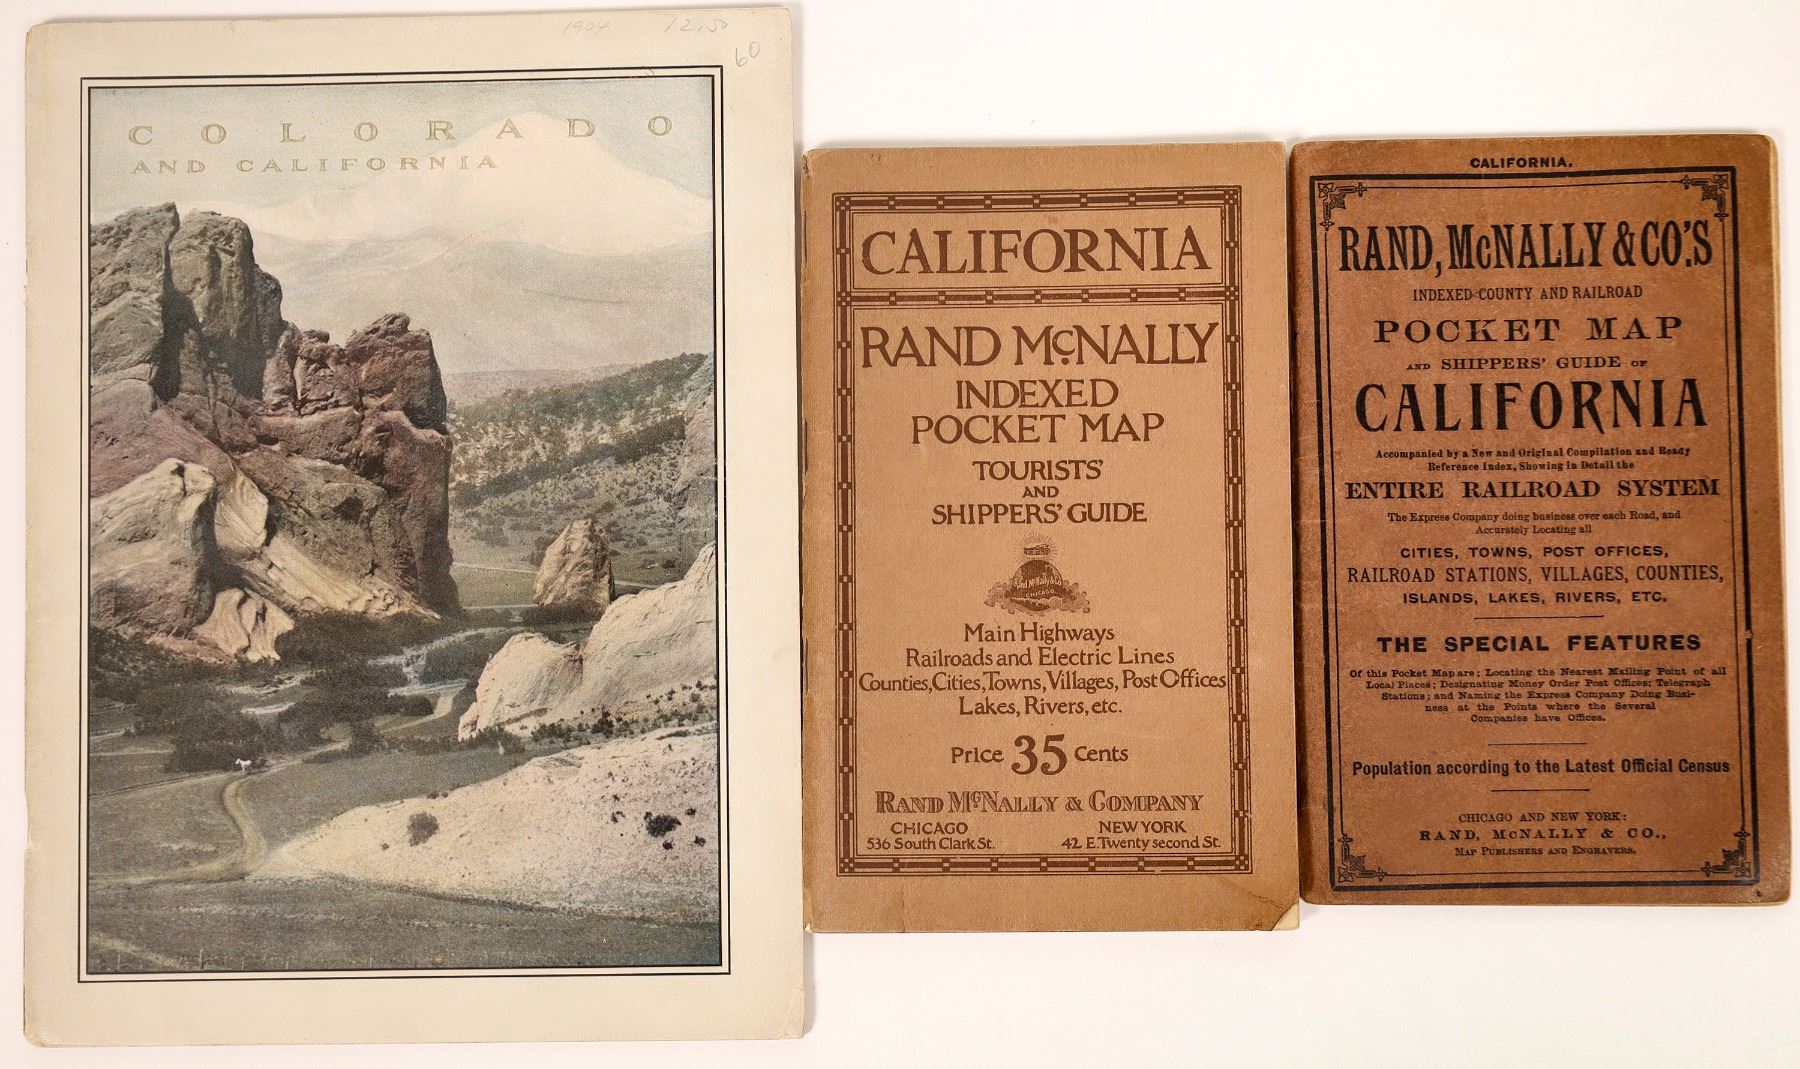 1904 12.50
60
COLORADO
AND CALIFORNIA
CALIFORNIA
RAND McNALLY
INDEXED
POCKET MAP
TOURISTS'
AND
SHIPPERS' GUIDE
Rand McNally & Co
CHICAGO
Main Highways
Railroads and Electric Lines
Counties, Cities, Towns, Villages, Post Offices
Lakes, Rivers, etc.
Price 35 Cents
RAND McNALLY & COMPANY
CHICAGO NEW YORK
536 South Clark St. 42 E. Twenty second St.
CALIFORNIA.
RAND, McNALLY & CO.'S
INDEXED COUNTY AND RAILROAD
POCKET MAP
AND SHIPPERS' GUIDE OF
CALIFORNIA
Accompanied by a New and Original Compilation and Ready
Reference Index, Showing in Detail the
ENTIRE RAILROAD SYSTEM
The Express Company doing business over each Road, and
Accurately Locating all
CITIES, TOWNS, POST OFFICES,
RAILROAD STATIONS, VILLAGES, COUNTIES,
ISLANDS, LAKES, RIVERS, ETC.
THE SPECIAL FEATURES
Of this Pocket Map are; Locating the Nearest Mailing Point of all
Local Places; Designating Money Order Post Offices; Telegraph
Stations; and Naming the Express Company Doing Busi-
ness at the Points where the Several
Companies have Offices.
Population according to the Latest Official Census
CHICAGO AND NEW YORK:
RAND, McNALLY & CO.,
MAP PUBLISHERS AND ENGRAVERS.